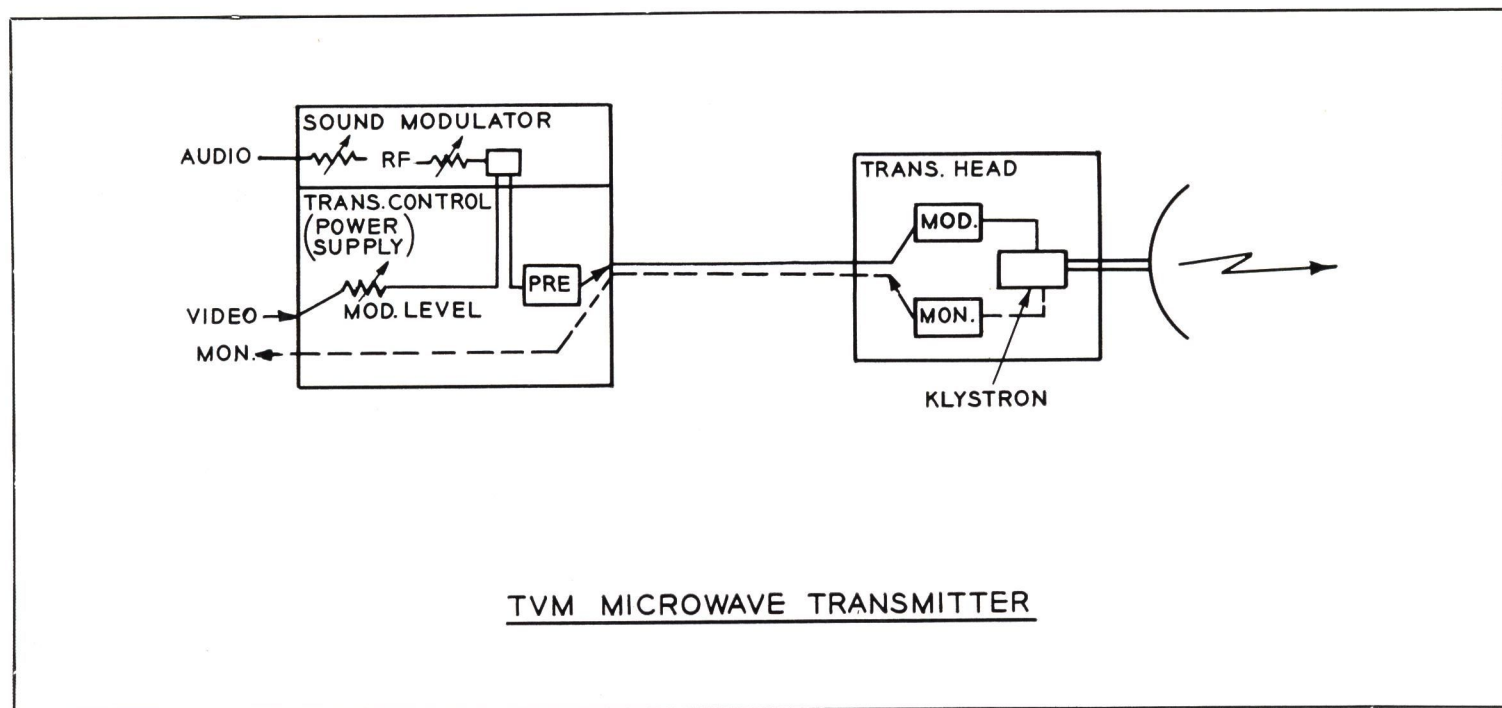 SOUND MODULATOR
AUDIO
RF
TRANS. CONTROL
(POWER
SUPPLY)
VIDEO
MOD. LEVEL
PRE
MON.
TRANS. HEAD
MOD.
MON.
KLYSTRON
TVM MICROWAVE TRANSMITTER